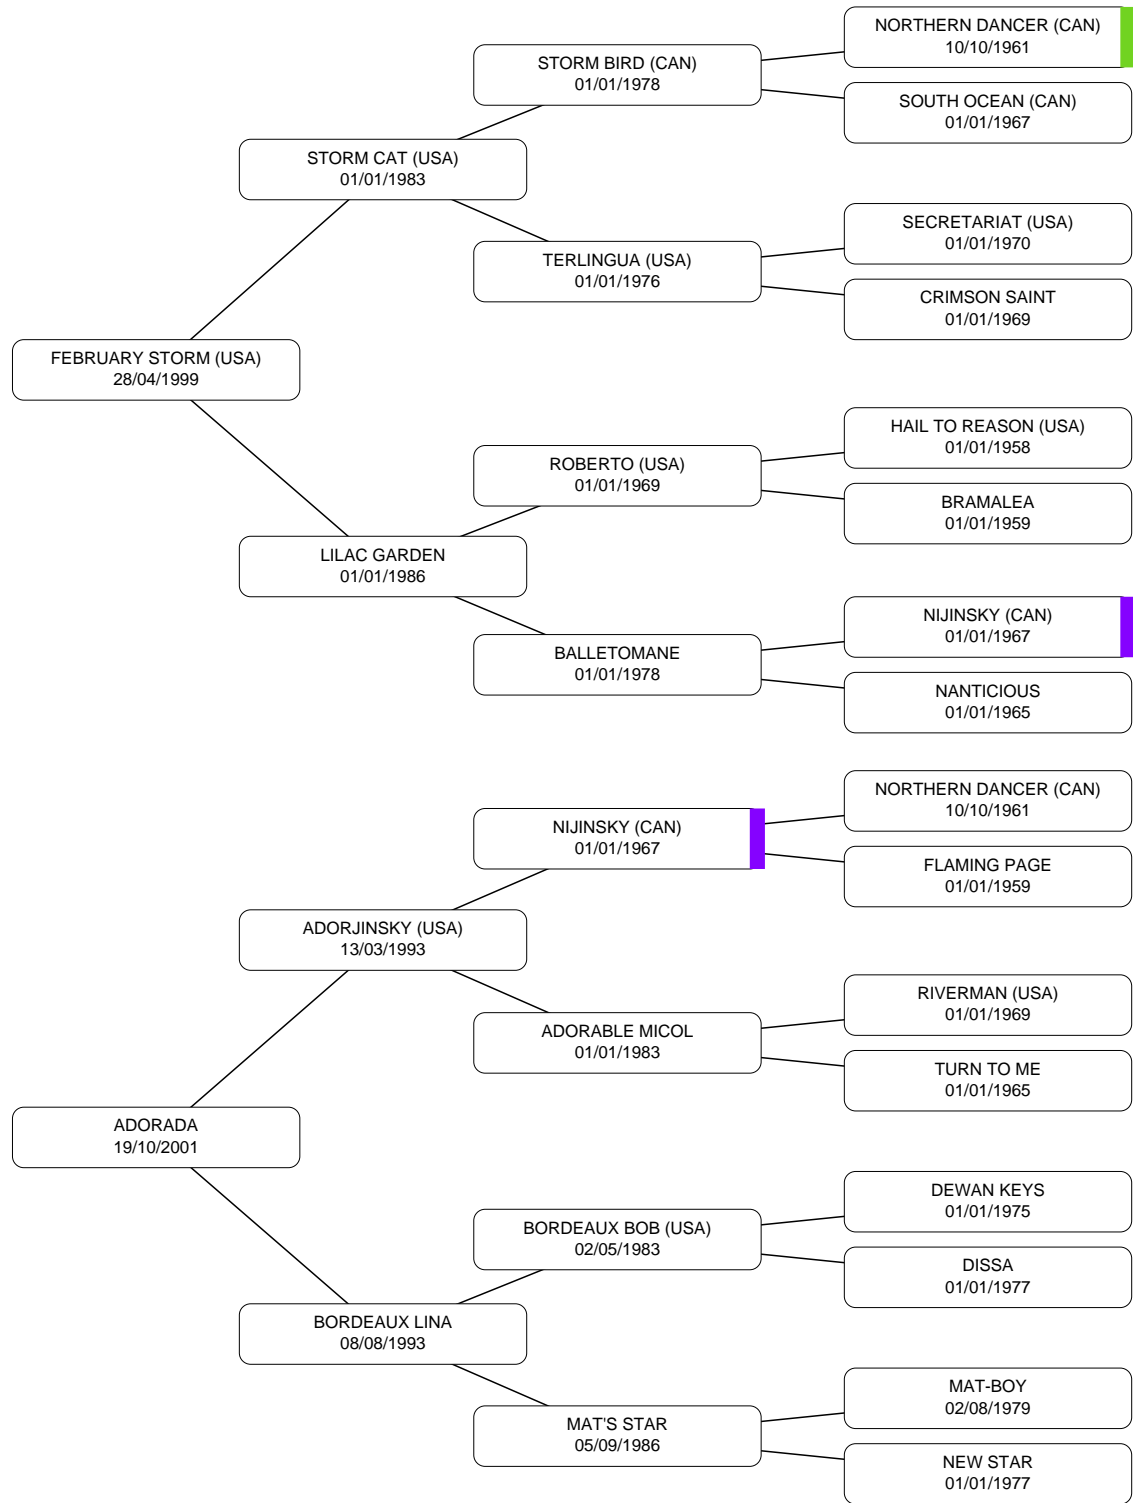 NORTHERN DANCER (CAN)
10/10/1961
STORM BIRD (CAN)
01/01/1978
SOUTH OCEAN (CAN)
01/01/1967
STORM CAT (USA)
01/01/1983
SECRETARIAT (USA)
01/01/1970
TERLINGUA (USA)
01/01/1976
CRIMSON SAINT
01/01/1969
FEBRUARY STORM (USA)
28/04/1999
HAIL TO REASON (USA)
01/01/1958
ROBERTO (USA)
01/01/1969
BRAMALEA
01/01/1959
LILAC GARDEN
01/01/1986
NIJINSKY (CAN)
01/01/1967
BALLETOMANE
01/01/1978
NANTICIOUS
01/01/1965
NORTHERN DANCER (CAN)
10/10/1961
NIJINSKY (CAN)
01/01/1967
FLAMING PAGE
01/01/1959
ADORJINSKY (USA)
13/03/1993
RIVERMAN (USA)
01/01/1969
ADORABLE MICOL
01/01/1983
TURN TO ME
01/01/1965
ADORADA
19/10/2001
DEWAN KEYS
01/01/1975
BORDEAUX BOB (USA)
02/05/1983
DISSA
01/01/1977
BORDEAUX LINA
08/08/1993
MAT-BOY
02/08/1979
MAT'S STAR
05/09/1986
NEW STAR
01/01/1977